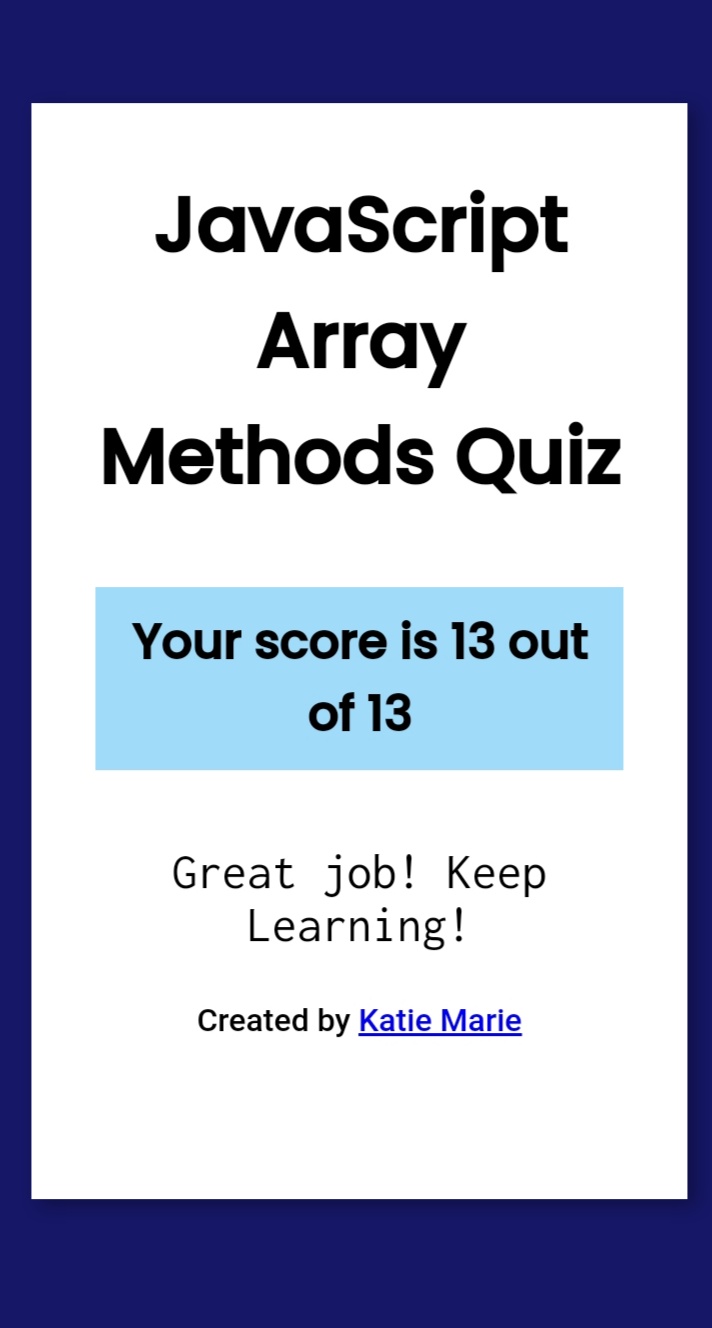 JavaScript
Array
Methods Quiz
Your score is 13 out
of 13
Great job! Keep
Learning!
Created by Katie Marie